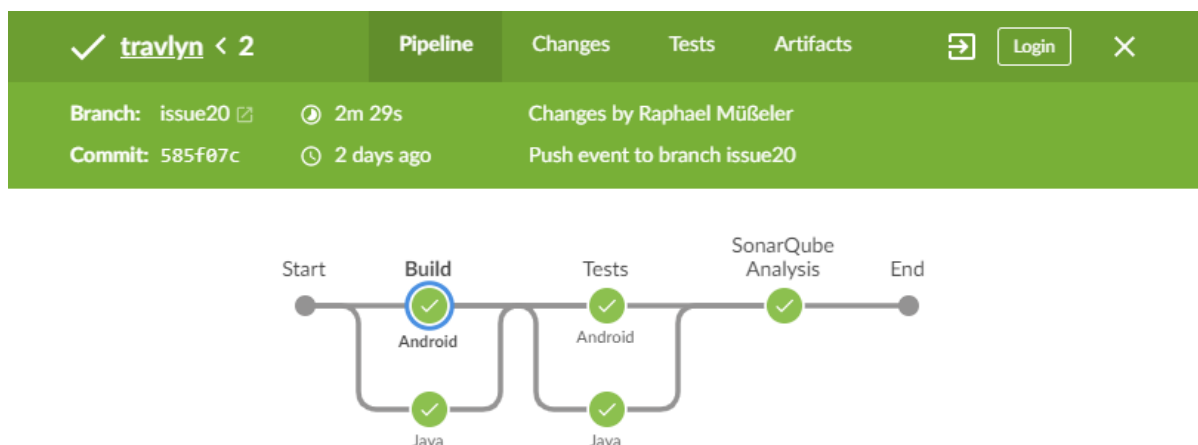 travlyn < 2 Pipeline Changes Tests Artifacts Login
Branch: issue20 2m 29s Changes by Raphael Müßeler
Commit: 585f07c 2 days ago Push event to branch issue20
SonarQube
Start Build Tests Analysis End
Android Android
Java Java